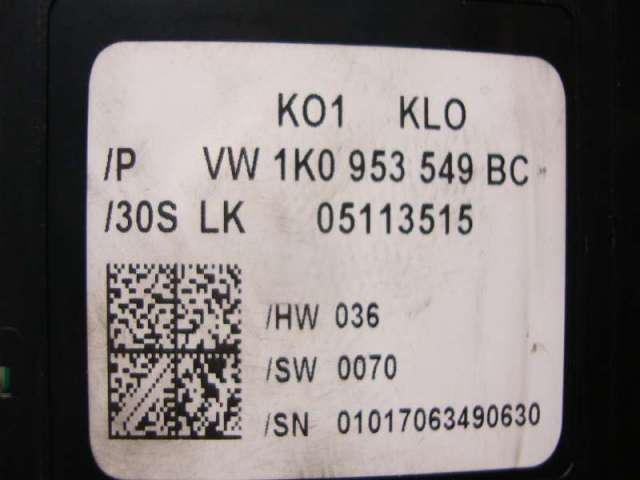 KO1 KLO
/P VW 1K0 953 549 BC
/30S LK 05113515
/HW 036
/SW 0070
/SN 01017063490630